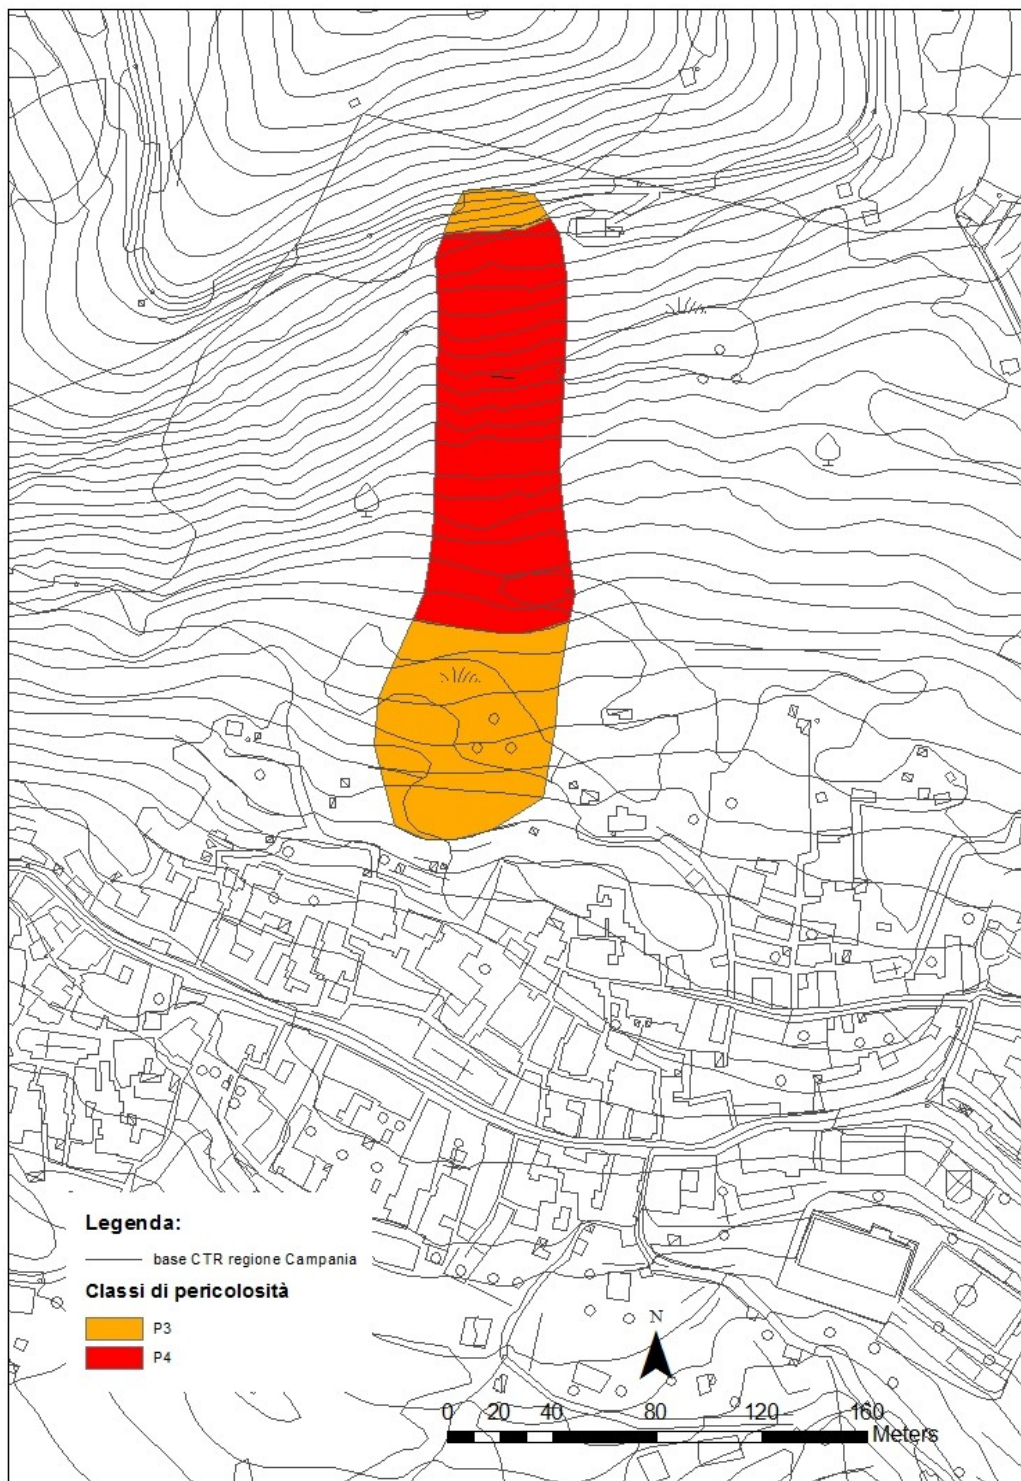 Legenda:
base CTR regione Campania
Classi di pericolosità
P3
P4
N
0 20 40 80 120 160
Meters